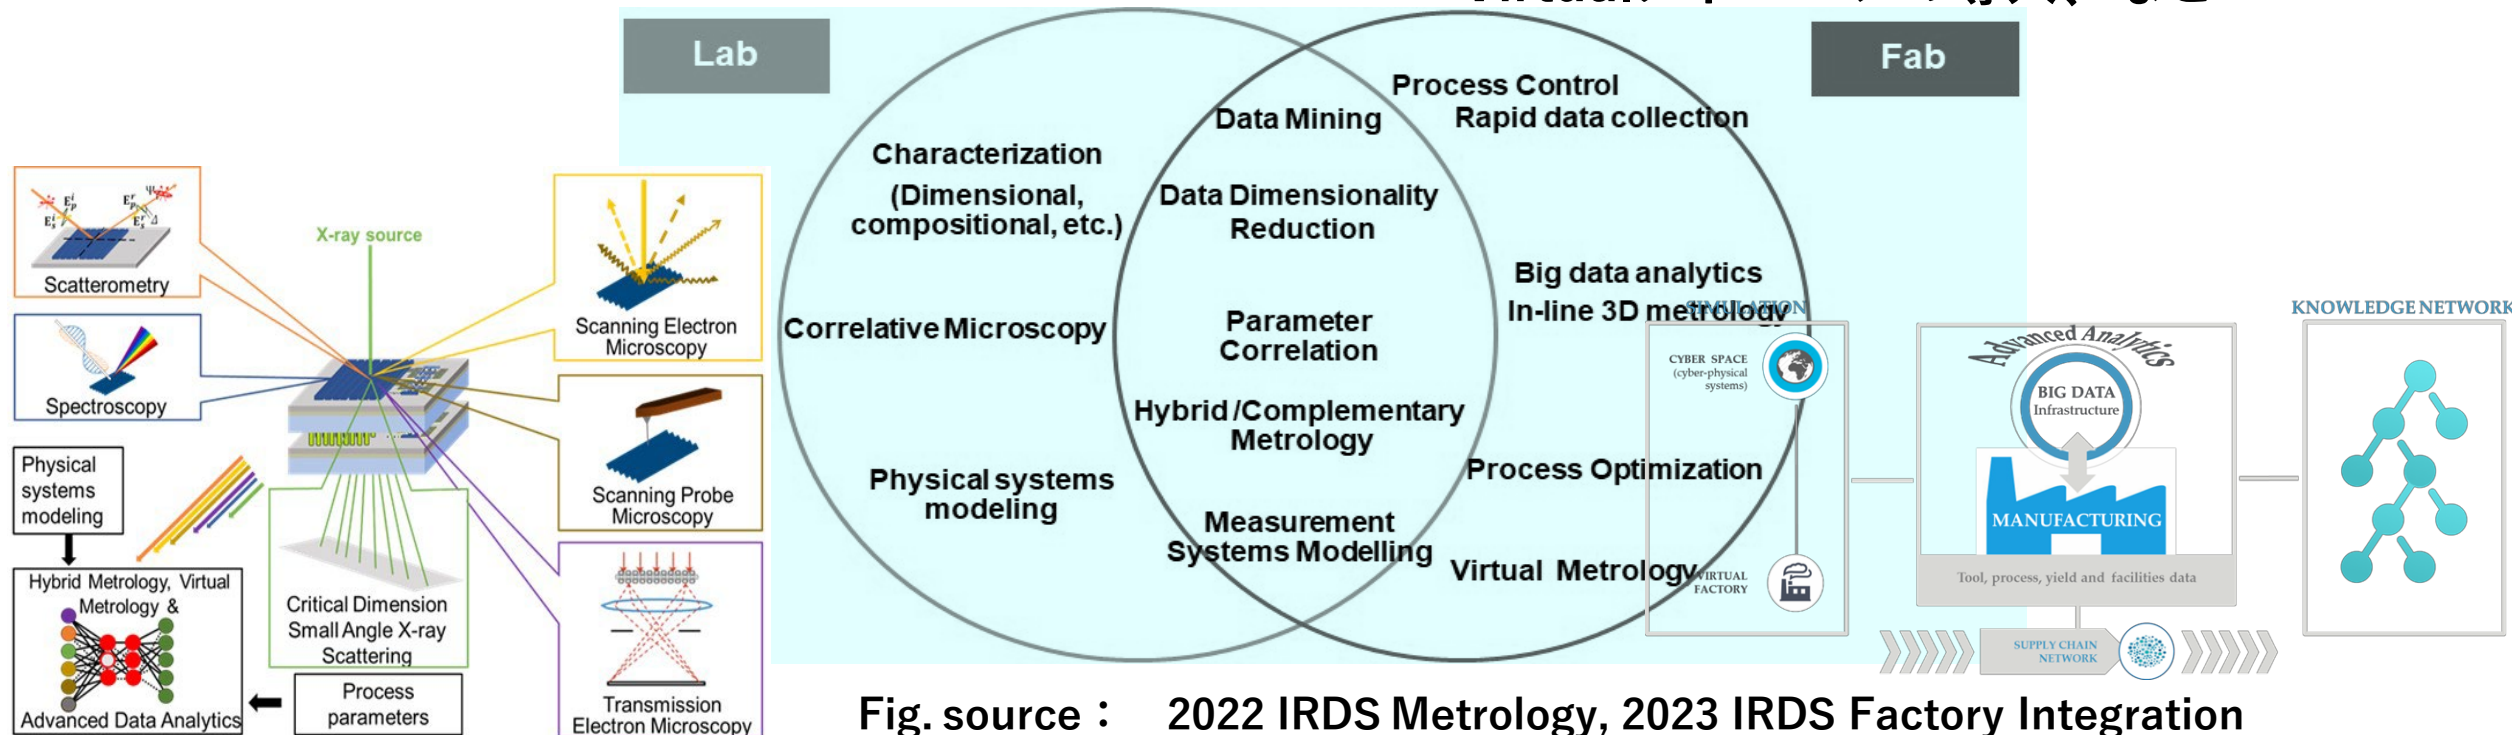 Lab
Fab
Process Control
Rapid data collection
Data Mining
Characterization
(Dimensional,
compositional, etc.)
Data Dimensionality
Reduction
Big data analytics
In-line 3D metrology
Correlative Microscopy
Parameter
Correlation
Hybrid /Complementary
Metrology
Process Optimization
Physical systems
modeling
Measurement
Systems Modelling
Virtual Metrology
Scatterometry
X-ray source
Scanning Electron
Microscopy
Spectroscopy
Scanning Probe
Microscopy
Physical
systems
modeling
Hybrid Metrology, Virtual
Metrology &
Advanced Data Analytics
Critical Dimension
Small Angle X-ray
Scattering
Process
parameters
Transmission
Electron Microscopy
SIMULATION
CYBER SPACE
(cyber-physical
systems)
VIRTUAL
FACTORY
Advanced Analytics
BIG DATA
Infrastructure
MANUFACTURING
Tool, process, yield and facilities data
SUPPLY CHAIN
NETWORK
KNOWLEDGE NETWORK
Fig. source： 2022 IRDS Metrology, 2023 IRDS Factory Integration